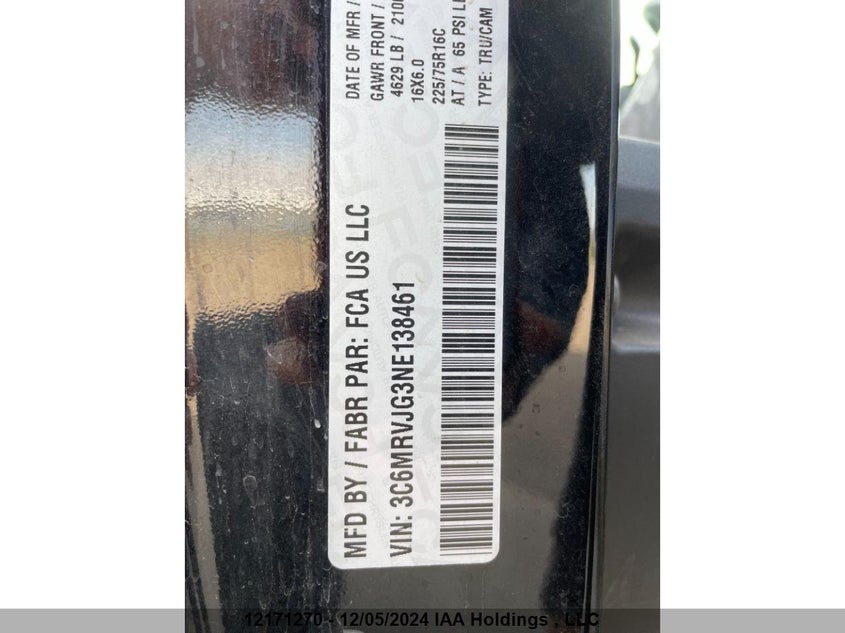 MFD BY / FABR PAR: FCA US LLC
DATE OF MFR /
GAWR FRONT /
4629 LB / 2100
16X6.0
225/75R16C
AT / A 65 PSI
TYPE: TRU/CAM
VIN: 3C6MRVJG3NE138461
12171270 - 12/05/2024 IAA Holdings , LLC